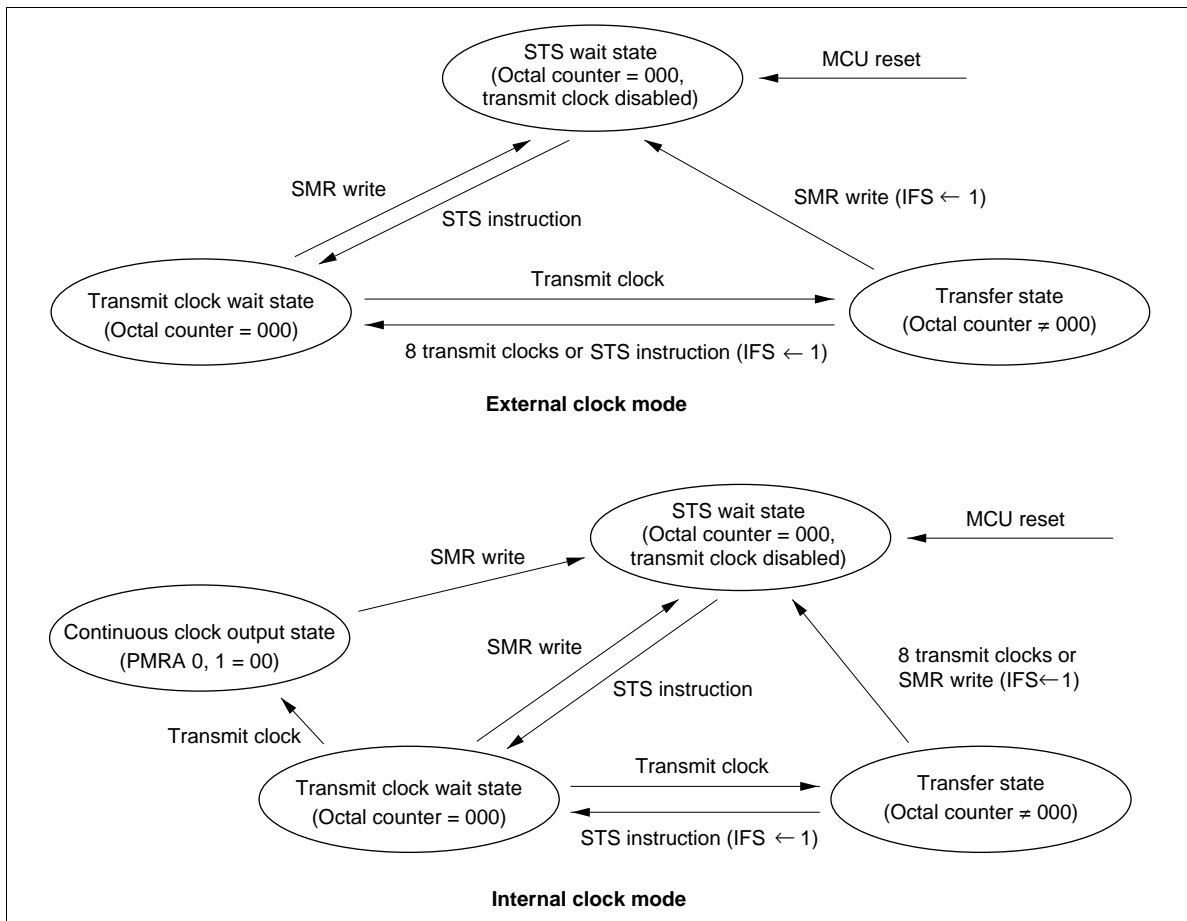 STS wait state
(Octal counter = 000,
transmit clock disabled)
MCU reset
SMR write
STS instruction
SMR write (IFS ← 1)
Transmit clock wait state
(Octal counter = 000)
Transmit clock
Transfer state
(Octal counter ≠ 000)
8 transmit clocks or STS instruction (IFS ← 1)
External clock mode
STS wait state
(Octal counter = 000,
transmit clock disabled)
MCU reset
SMR write
Continuous clock output state
(PMRA 0, 1 = 00)
SMR write
STS instruction
8 transmit clocks or
SMR write (IFS←1)
Transmit clock
Transmit clock wait state
(Octal counter = 000)
Transmit clock
Transfer state
(Octal counter ≠ 000)
STS instruction (IFS ← 1)
Internal clock mode